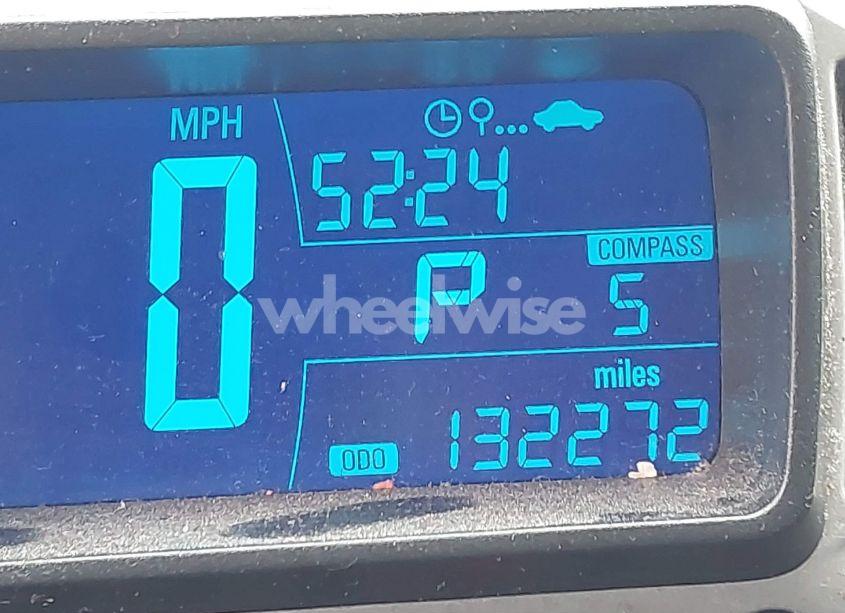 MPH
0
52:24
COMPASS
P
S
wheelwise
miles
ODO 132272